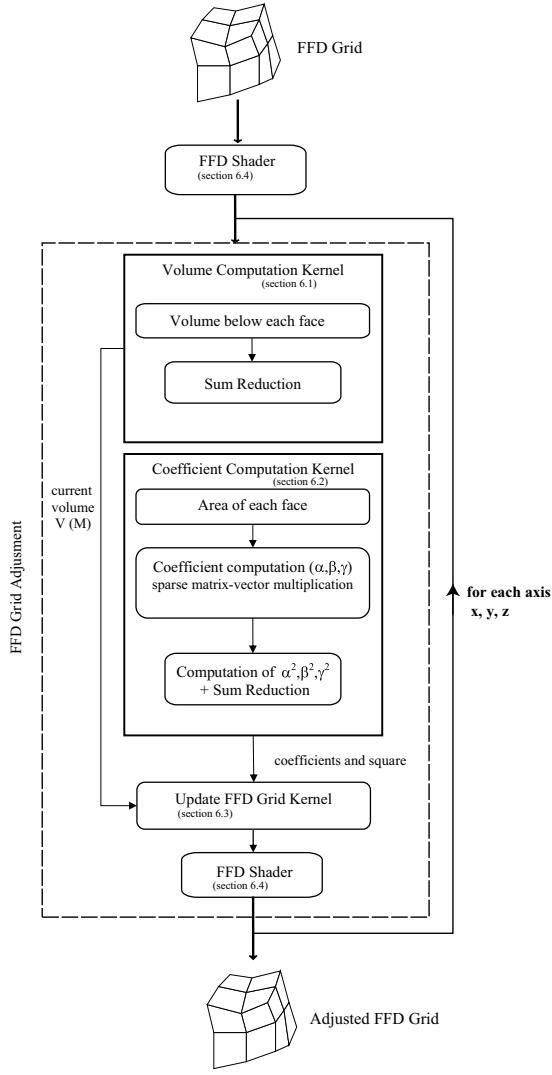 FFD Grid
FFD Shader
(section 6.4)
Volume Computation Kernel
(section 6.1)
Volume below each face
Sum Reduction
Coefficient Computation Kernel
(section 6.2)
Area of each face
Coefficient computation (α,β,γ)
sparse matrix-vector multiplication
Computation of α²,β²,γ²
+ Sum Reduction
current
volume
V (M)
FFD Grid Adjusment
for each axis
x, y, z
coefficients and square
Update FFD Grid Kernel
(section 6.3)
FFD Shader
(section 6.4)
Adjusted FFD Grid